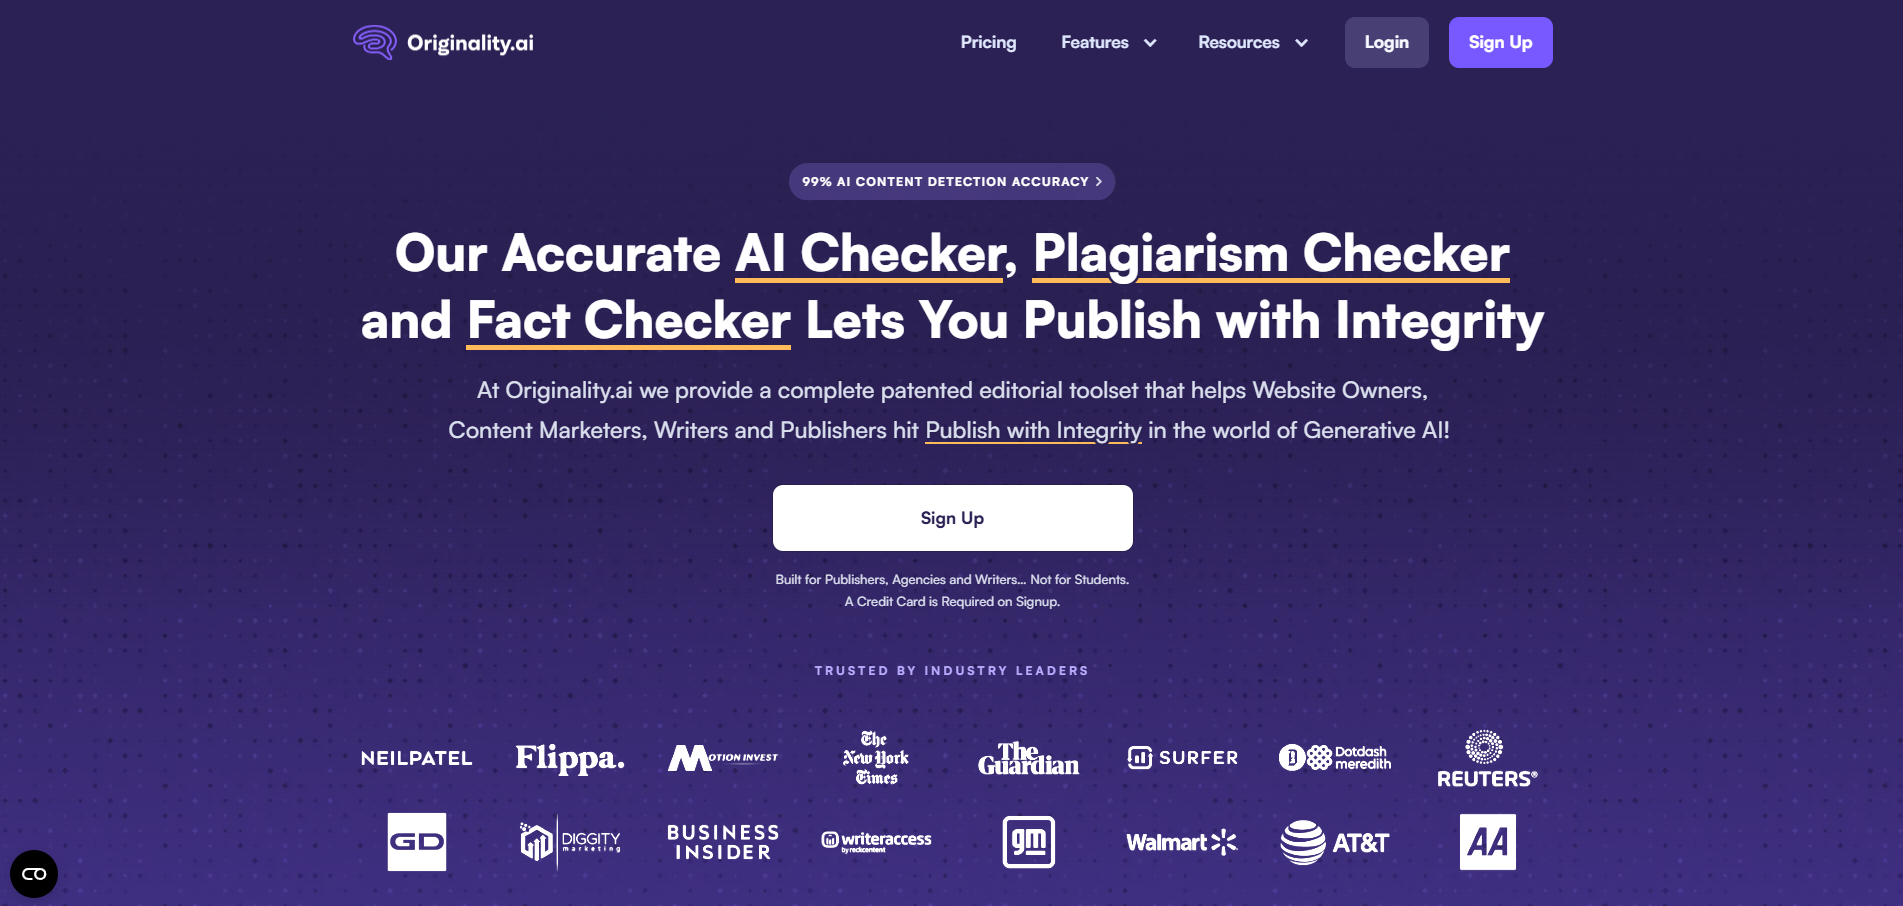 Originality.ai
Pricing
Features
Resources
Login
Sign Up
99% AI CONTENT DETECTION ACCURACY
Our Accurate AI Checker, Plagiarism Checker
and Fact Checker Lets You Publish with Integrity
At Originality.ai we provide a complete patented editorial toolset that helps Website Owners,
Content Marketers, Writers and Publishers hit Publish with Integrity in the world of Generative AI!
Sign Up
Built for Publishers, Agencies and Writers... Not for Students.
A Credit Card is Required on Signup.
TRUSTED BY INDUSTRY LEADERS
NEILPATEL
Flippa.
MOTION INVEST
The
New York
Times
The
Guardian
SURFER
Dotdash
meredith
REUTERS®
GD
DIGGITY
marketing
BUSINESS
INSIDER
writeraccess
by rockcontent
gm
Walmart
AT&T
AA